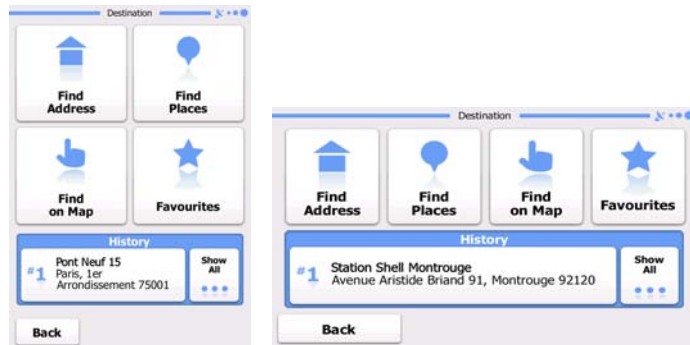 Destination
Find
Address
Find
Places
Find
on Map
Favourites
History
#1
Pont Neuf 15
Paris, 1er
Arrondissement 75001
Show
All
Back
Destination
Find
Address
Find
Places
Find
on Map
Favourites
History
#1
Station Shell Montrouge
Avenue Aristide Briand 91, Montrouge 92120
Show
All
Back